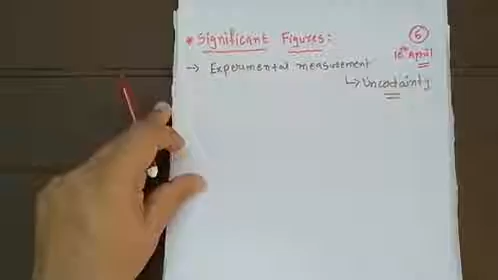 * Significant Figures:
6
16th April
→ Experimental measurement
↳ Uncertainty